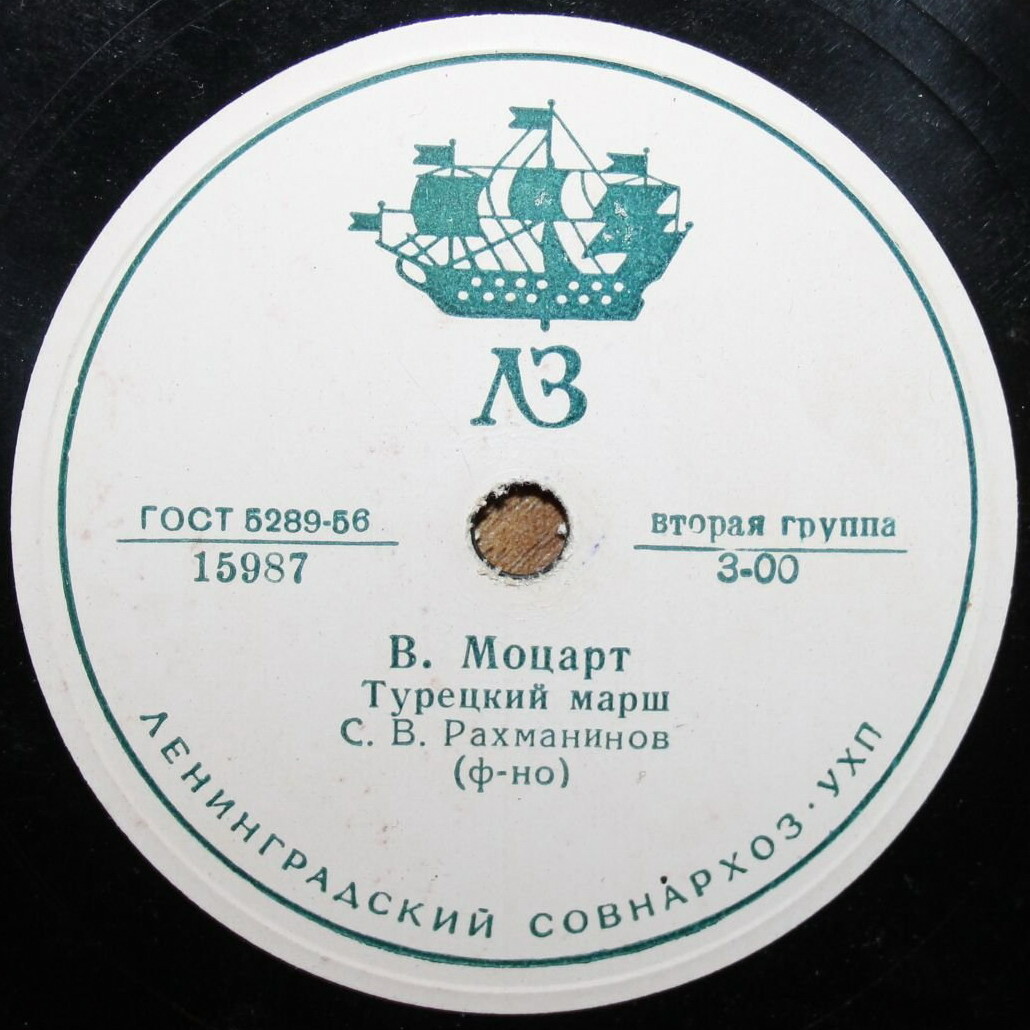 ЛЗ
ГОСТ 5289-56
15987
вторая группа
3-00
В. Моцарт
Турецкий марш
С. В. Рахманинов
(ф-но)
ЛЕНИНГРАДСКИЙ СОВНАРХОЗ · УХП